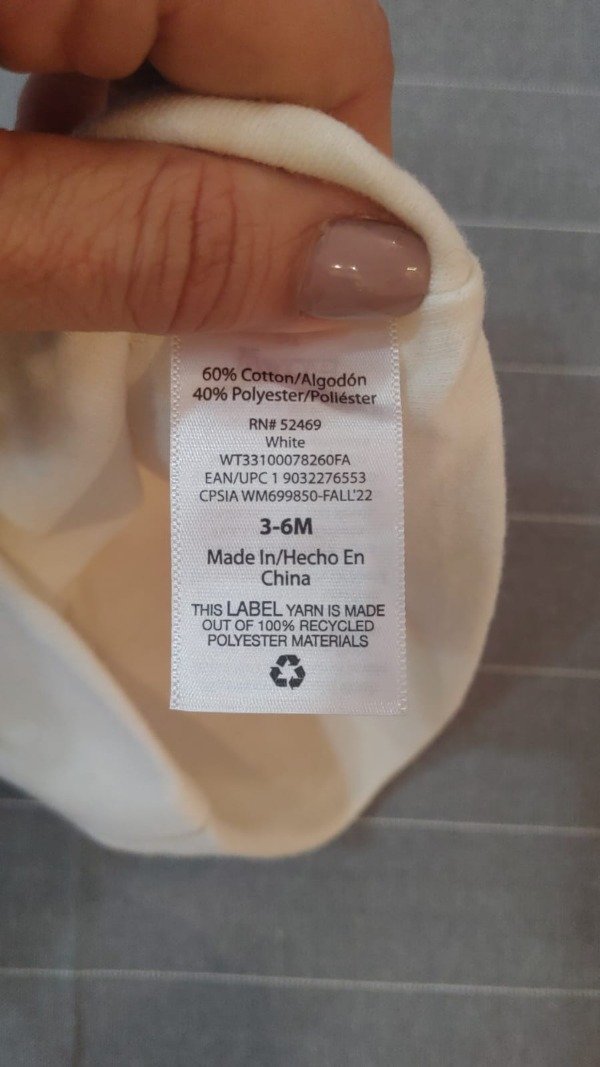 60% Cotton/Algodón
40% Polyester/Poliéster
RN# 52469
White
WT33100078260FA
EAN/UPC 1 9032276553
CPSIA WM699850-FALL'22
3-6M
Made In/Hecho En
China
THIS LABEL YARN IS MADE
OUT OF 100% RECYCLED
POLYESTER MATERIALS